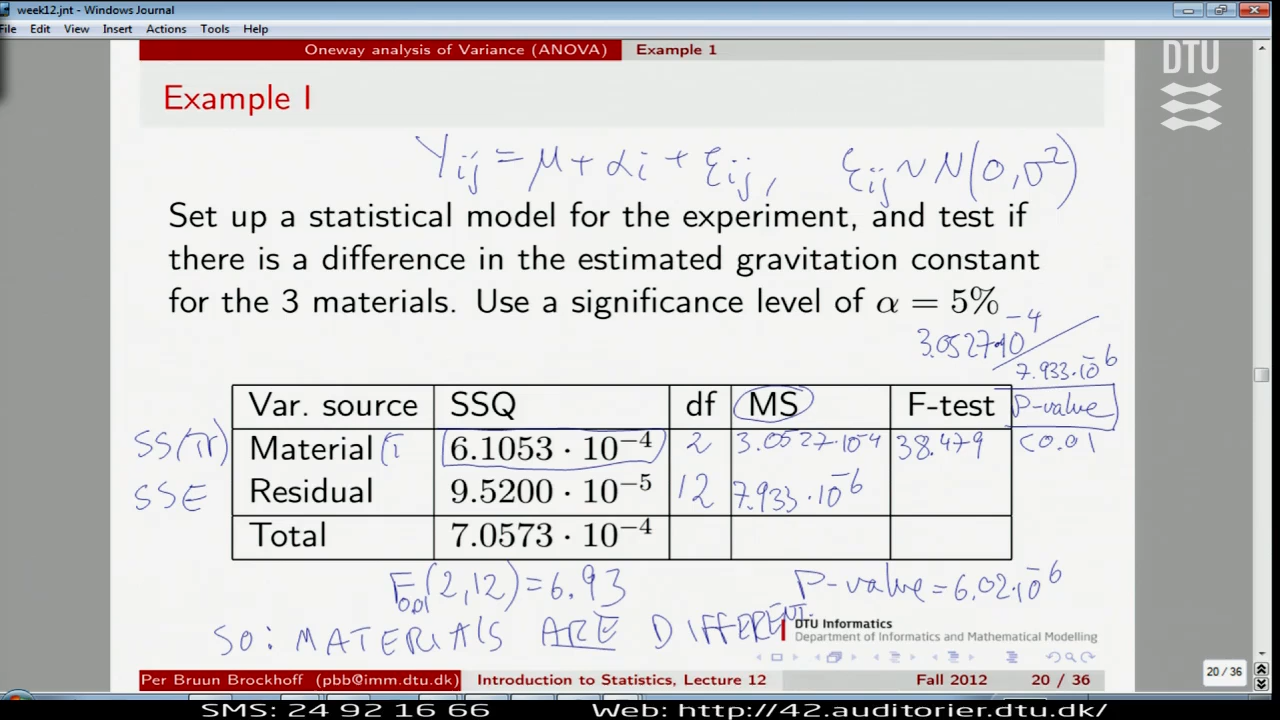 week12.jnt - Windows Journal
File Edit View Insert Actions Tools Help
Oneway analysis of Variance (ANOVA) Example 1
DTU
Example I
Yij = μ + αi + εij, εij ~ N(0,σ²)
Set up a statistical model for the experiment, and test if
there is a difference in the estimated gravitation constant
for the 3 materials. Use a significance level of α = 5%
3.0527·10⁻⁴ / 7.933·10⁻⁶
Var. source SSQ df MS F-test P-value
SS(Tr) Material 6.1053 · 10⁻⁴ 2 3.0527·10⁻⁴ 38.479 <0.01
SSE Residual 9.5200 · 10⁻⁵ 12 7.933·10⁻⁶
Total 7.0573 · 10⁻⁴
F0.01(2,12) = 6.93 P-value = 6.02·10⁻⁶
SO: MATERIALS ARE DIFFERENT.
DTU Informatics
Department of Informatics and Mathematical Modelling
20 / 36
Per Bruun Brockhoff (pbb@imm.dtu.dk) Introduction to Statistics, Lecture 12 Fall 2012 20 / 36
SMS: 24 92 16 66 Web: http://42.auditorier.dtu.dk/